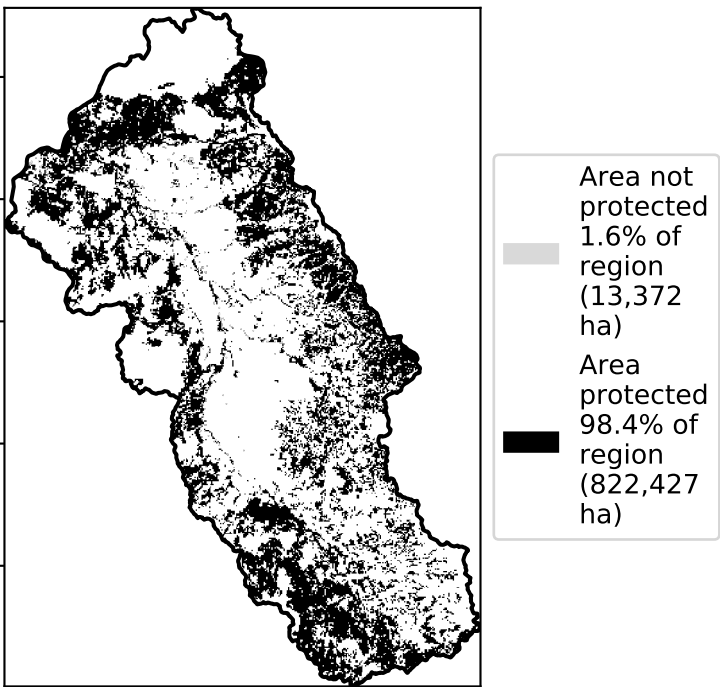 Area not
protected
1.6% of
region
(13,372
ha)
Area
protected
98.4% of
region
(822,427
ha)